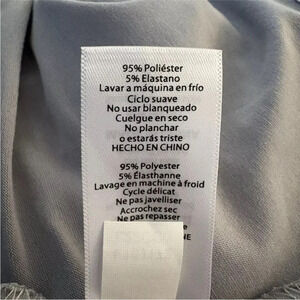 95% Poliéster
5% Elastano
Lavar a máquina en frío
Ciclo suave
No usar blanqueado
Cuelgue en seco
No planchar
o estarás triste
HECHO EN CHINO
95% Polyester
5% Élasthanne
Lavage en machine à froid
Cycle délicat
Ne pas javelliser
Accrochez sec
Ne pas repasser
e
NE